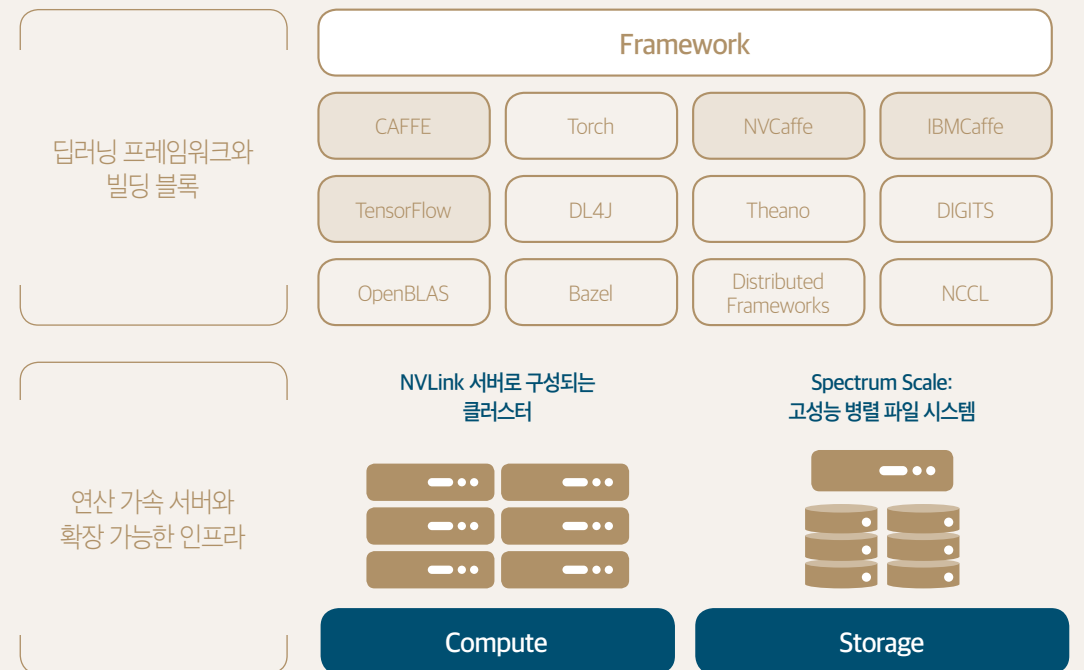 Framework
딥러닝 프레임워크와
빌딩 블록
CAFFE
Torch
NVCaffe
IBMCaffe
TensorFlow
DL4J
Theano
DIGITS
OpenBLAS
Bazel
Distributed
Frameworks
NCCL
연산 가속 서버와
확장 가능한 인프라
NVLink 서버로 구성되는
클러스터
Spectrum Scale:
고성능 병렬 파일 시스템
Compute
Storage